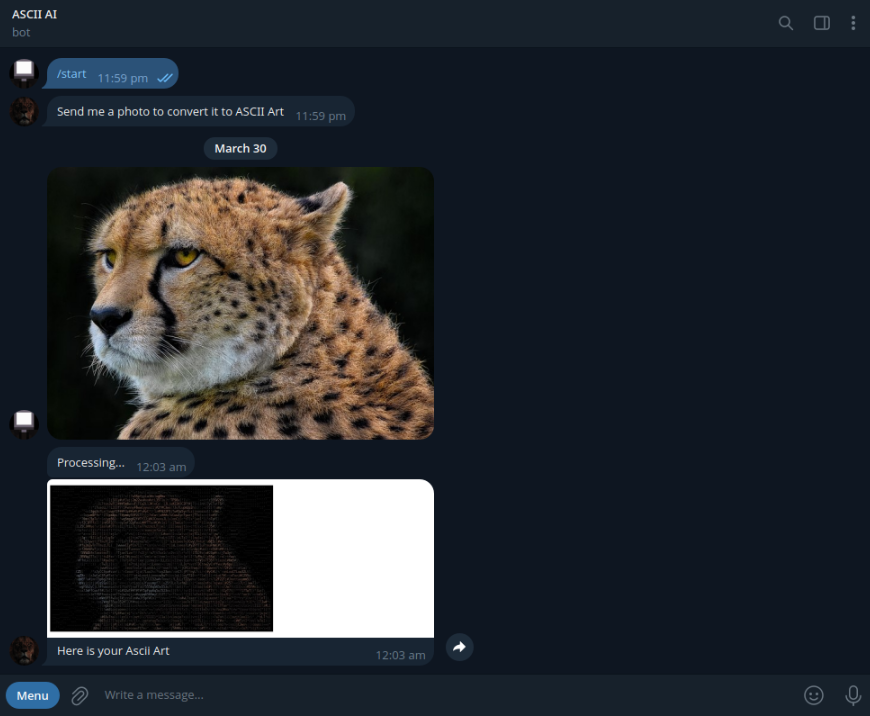 ASCII AI
bot
/start 11:59 pm
Send me a photo to convert it to ASCII Art 11:59 pm
March 30
Processing... 12:03 am
Here is your Ascii Art 12:03 am
Menu Write a message...